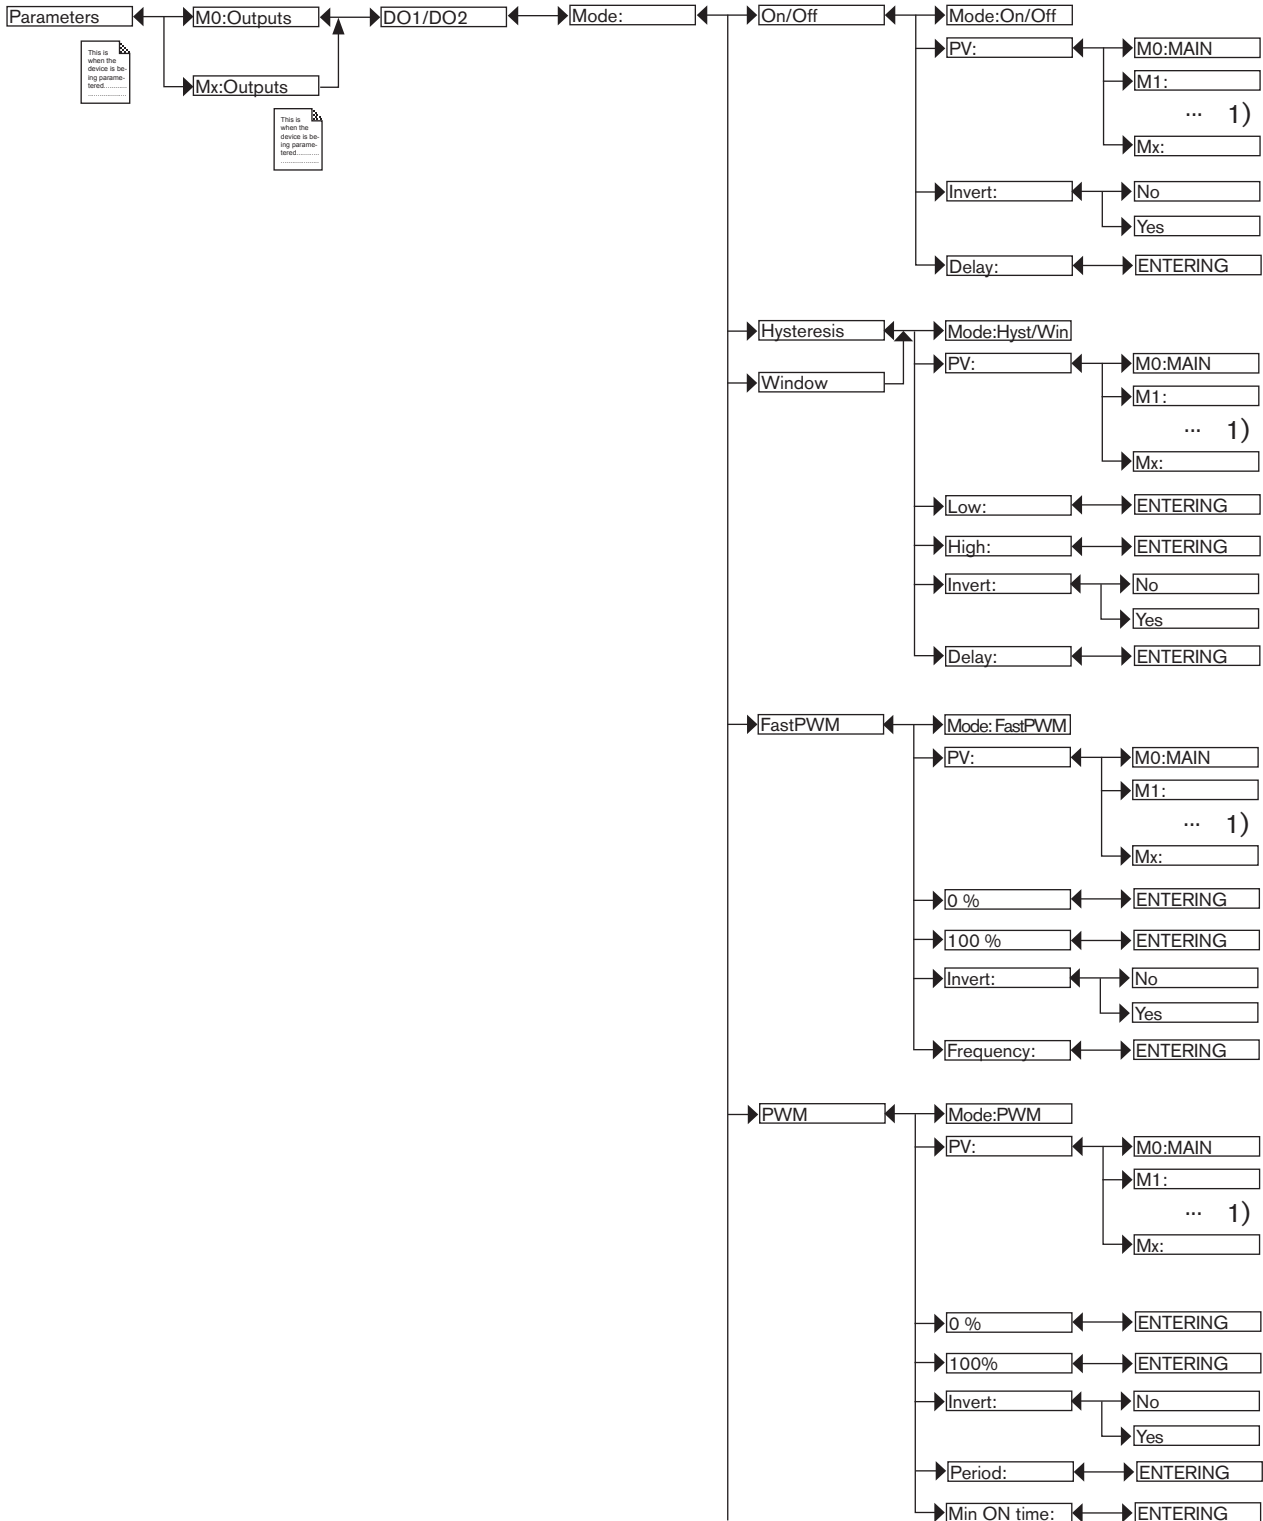 Parameters
M0:Outputs
DO1/DO2
Mode:
On/Off
Mode:On/Off
PV:
M0:MAIN
M1:
... 1)
Mx:
Mx:Outputs
This is
when the
device is be-
ing parame-
tered............
.....................
This is
when the
device is be-
ing parame-
tered............
.....................
Invert:
No
Yes
Delay:
ENTERING
Hysteresis
Mode:Hyst/Win
PV:
M0:MAIN
Window
M1:
... 1)
Mx:
Low:
ENTERING
High:
ENTERING
Invert:
No
Yes
Delay:
ENTERING
FastPWM
Mode: FastPWM
PV:
M0:MAIN
M1:
... 1)
Mx:
0 %
ENTERING
100 %
ENTERING
Invert:
No
Yes
Frequency:
ENTERING
PWM
Mode:PWM
PV:
M0:MAIN
M1:
... 1)
Mx:
0 %
ENTERING
100%
ENTERING
Invert:
No
Yes
Period:
ENTERING
Min ON time:
ENTERING